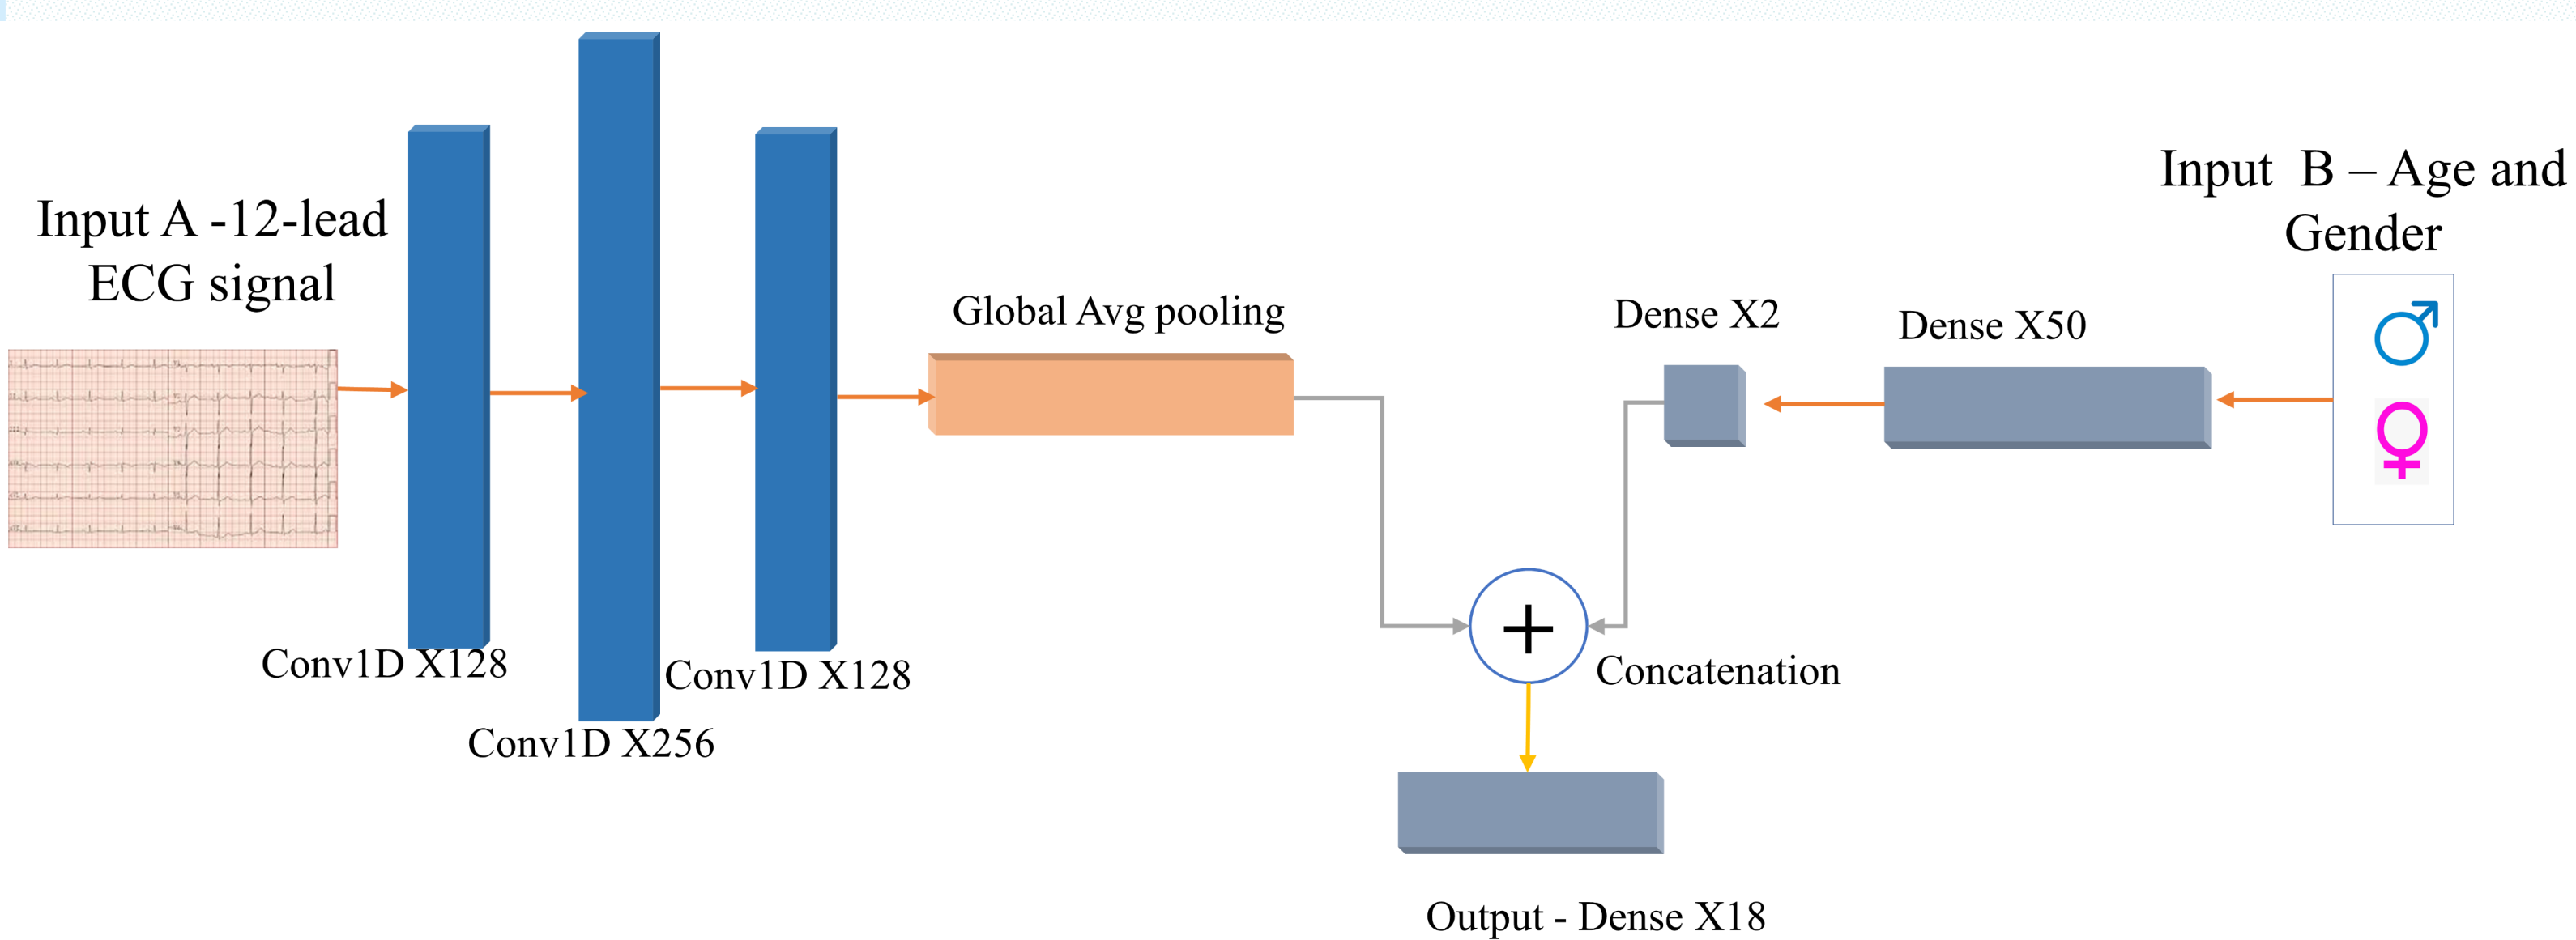 Input A -12-lead
ECG signal
Conv1D X128
Conv1D X256
Conv1D X128
Global Avg pooling
Dense X2
Dense X50
Input B – Age and
Gender
+
Concatenation
Output - Dense X18